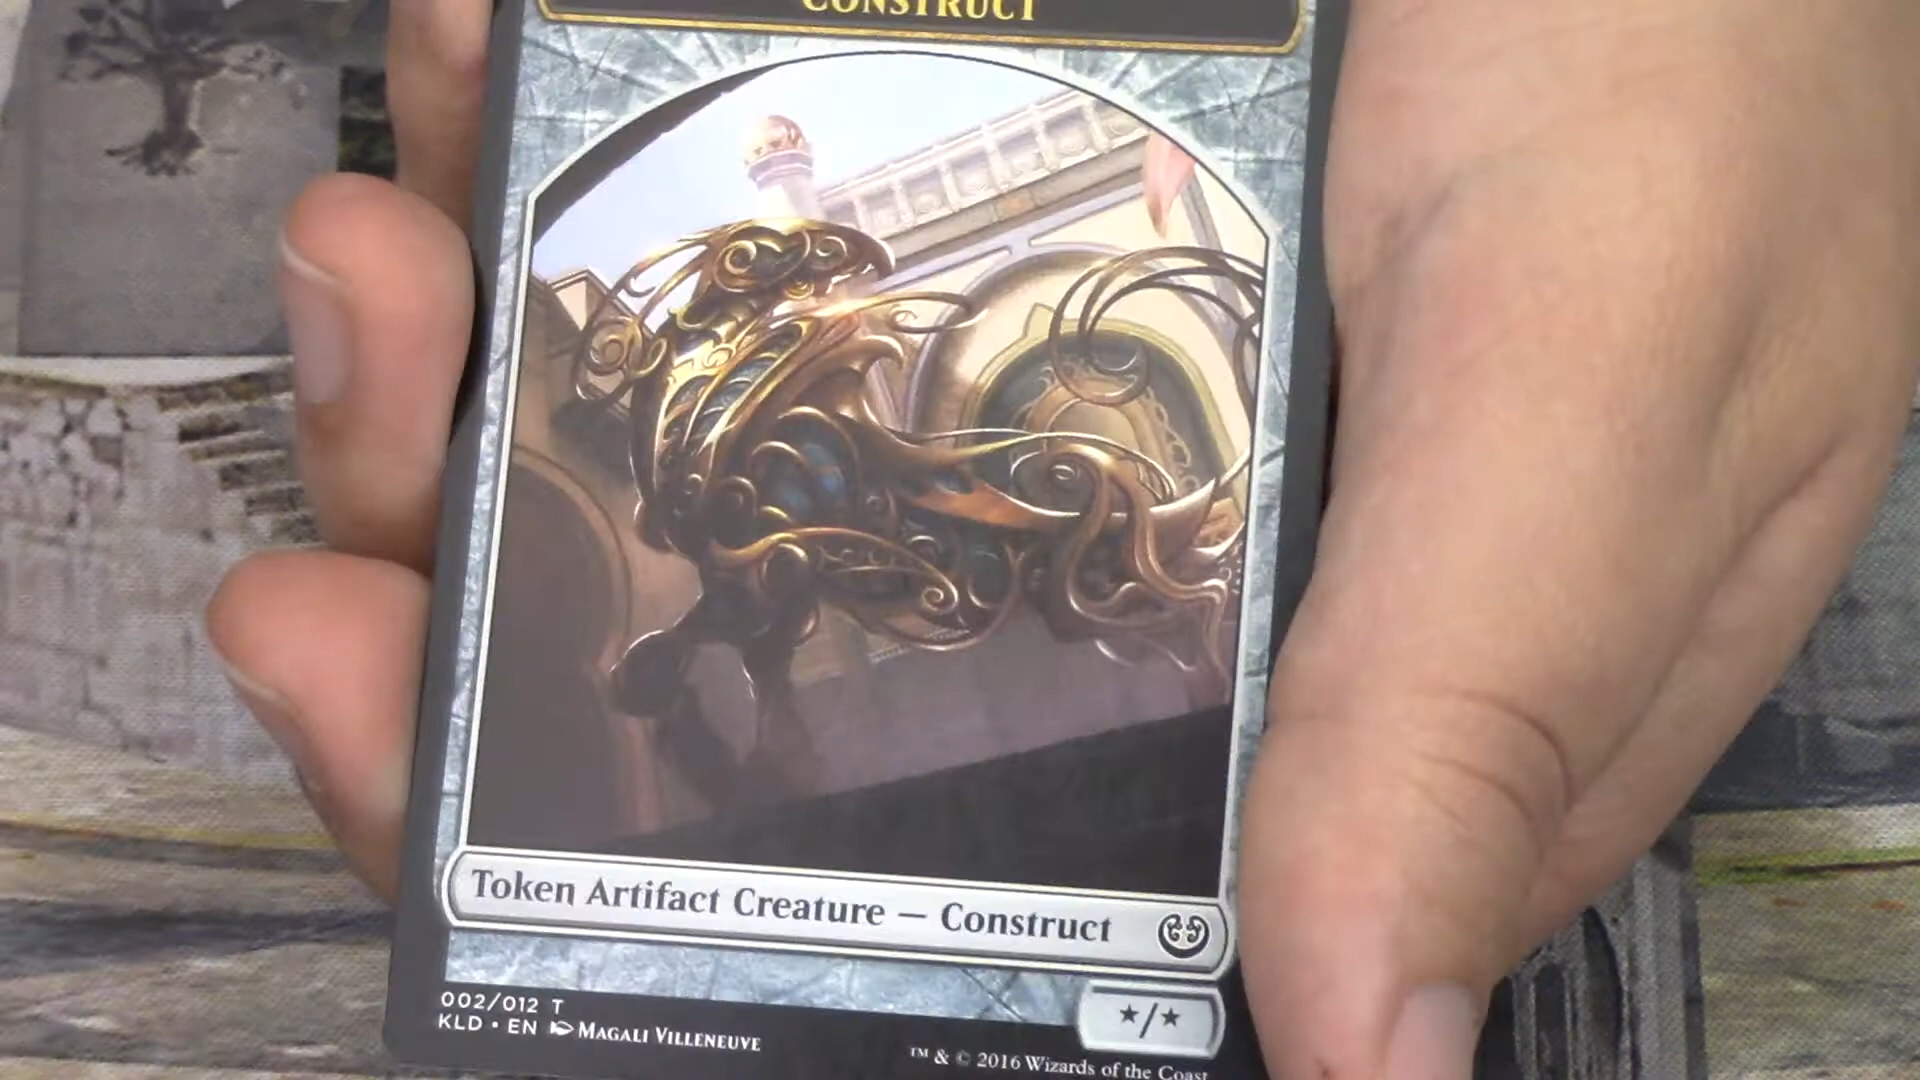 CONSTRUCT
Token Artifact Creature — Construct
002/012 T
KLD • EN MAGALI VILLENEUVE
★/★
™ & © 2016 Wizards of the Coast